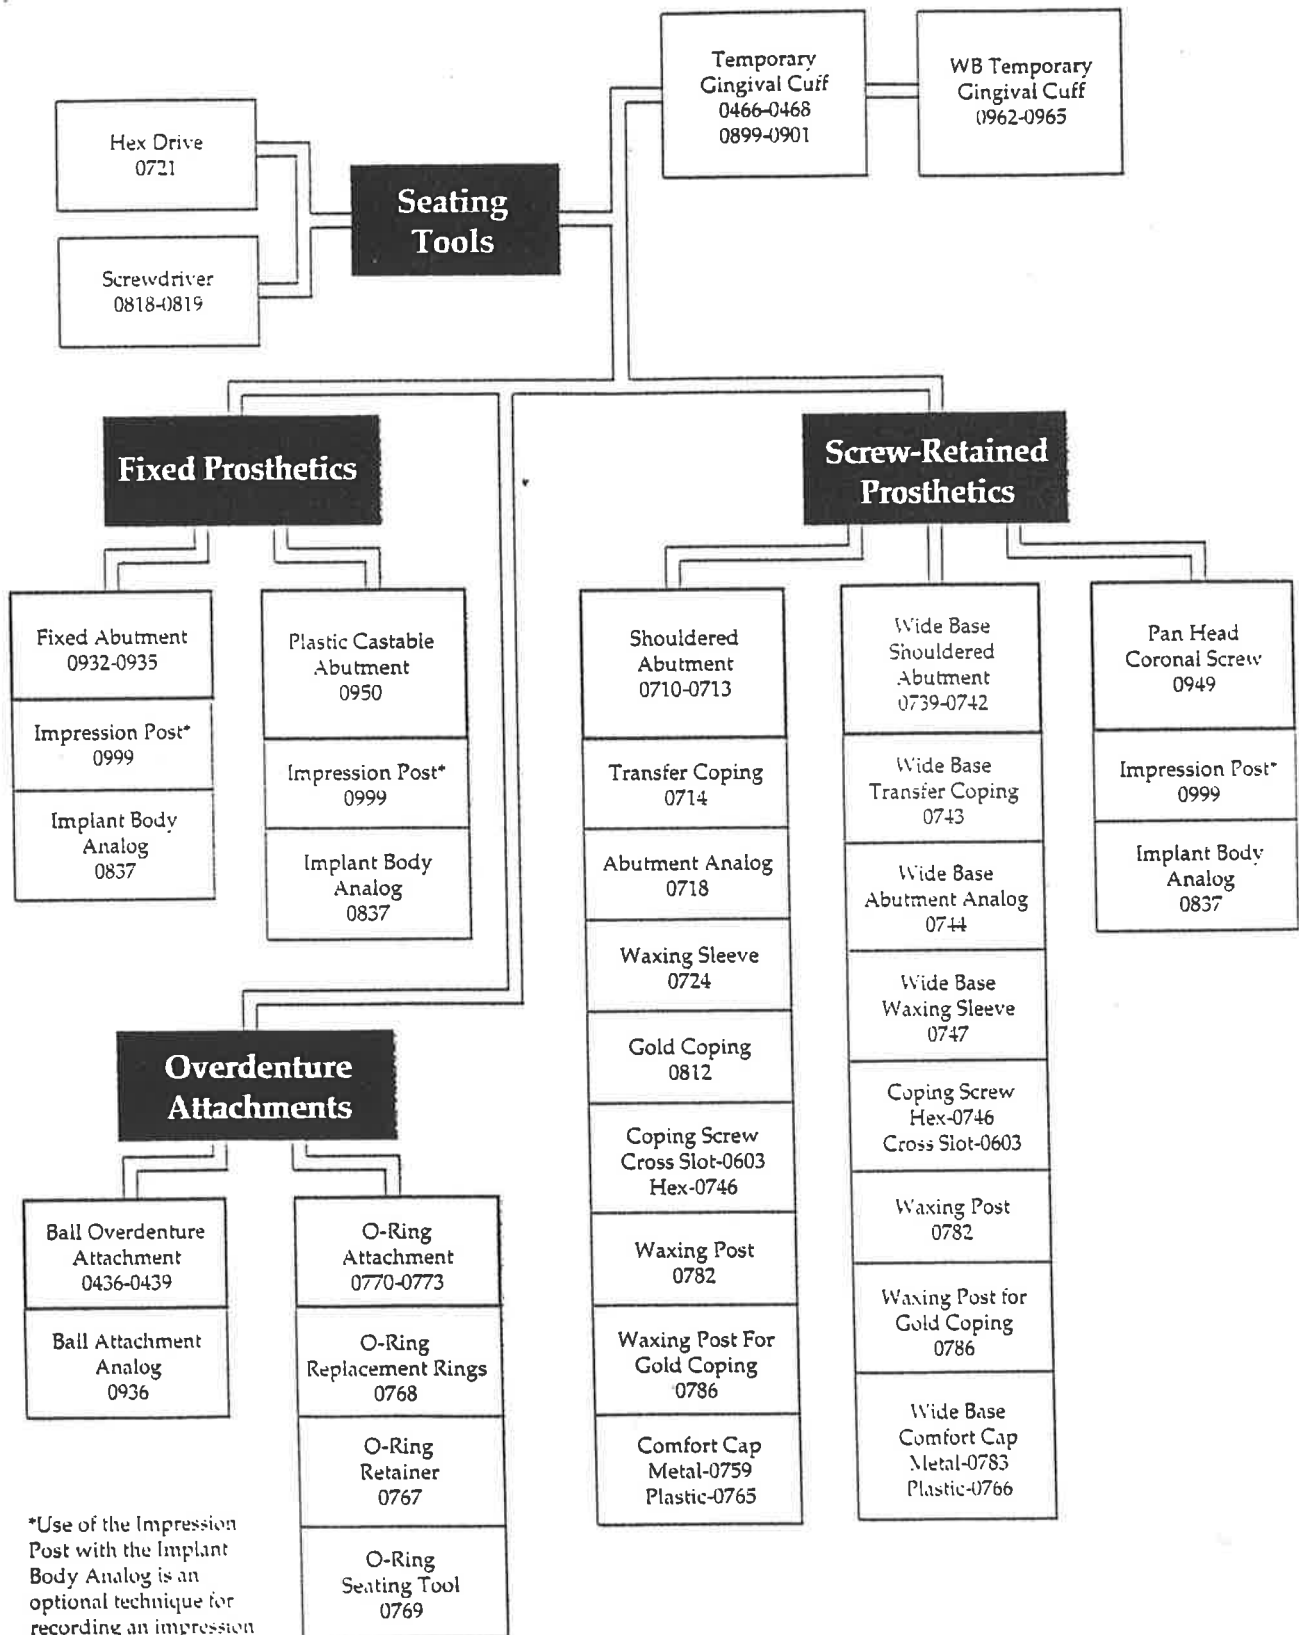 Temporary
Gingival Cuff
0466-0468
0899-0901
WB Temporary
Gingival Cuff
0962-0965
Hex Drive
0721
Seating
Tools
Screwdriver
0818-0819
Fixed Prosthetics
Screw-Retained
Prosthetics
Fixed Abutment
0932-0935
Impression Post*
0999
Implant Body
Analog
0837
Plastic Castable
Abutment
0950
Impression Post*
0999
Implant Body
Analog
0837
Shouldered
Abutment
0710-0713
Transfer Coping
0714
Abutment Analog
0718
Waxing Sleeve
0724
Gold Coping
0812
Coping Screw
Cross Slot-0603
Hex-0746
Waxing Post
0782
Waxing Post For
Gold Coping
0786
Comfort Cap
Metal-0759
Plastic-0765
Wide Base
Shouldered
Abutment
0739-0742
Wide Base
Transfer Coping
0743
Wide Base
Abutment Analog
0744
Wide Base
Waxing Sleeve
0747
Coping Screw
Hex-0746
Cross Slot-0603
Waxing Post
0782
Waxing Post for
Gold Coping
0786
Wide Base
Comfort Cap
Metal-0783
Plastic-0766
Pan Head
Coronal Screw
0949
Impression Post*
0999
Implant Body
Analog
0837
Overdenture
Attachments
Ball Overdenture
Attachment
0436-0439
Ball Attachment
Analog
0936
O-Ring
Attachment
0770-0773
O-Ring
Replacement Rings
0768
O-Ring
Retainer
0767
O-Ring
Seating Tool
0769
*Use of the Impression
Post with the Implant
Body Analog is an
optional technique for
recording an impression